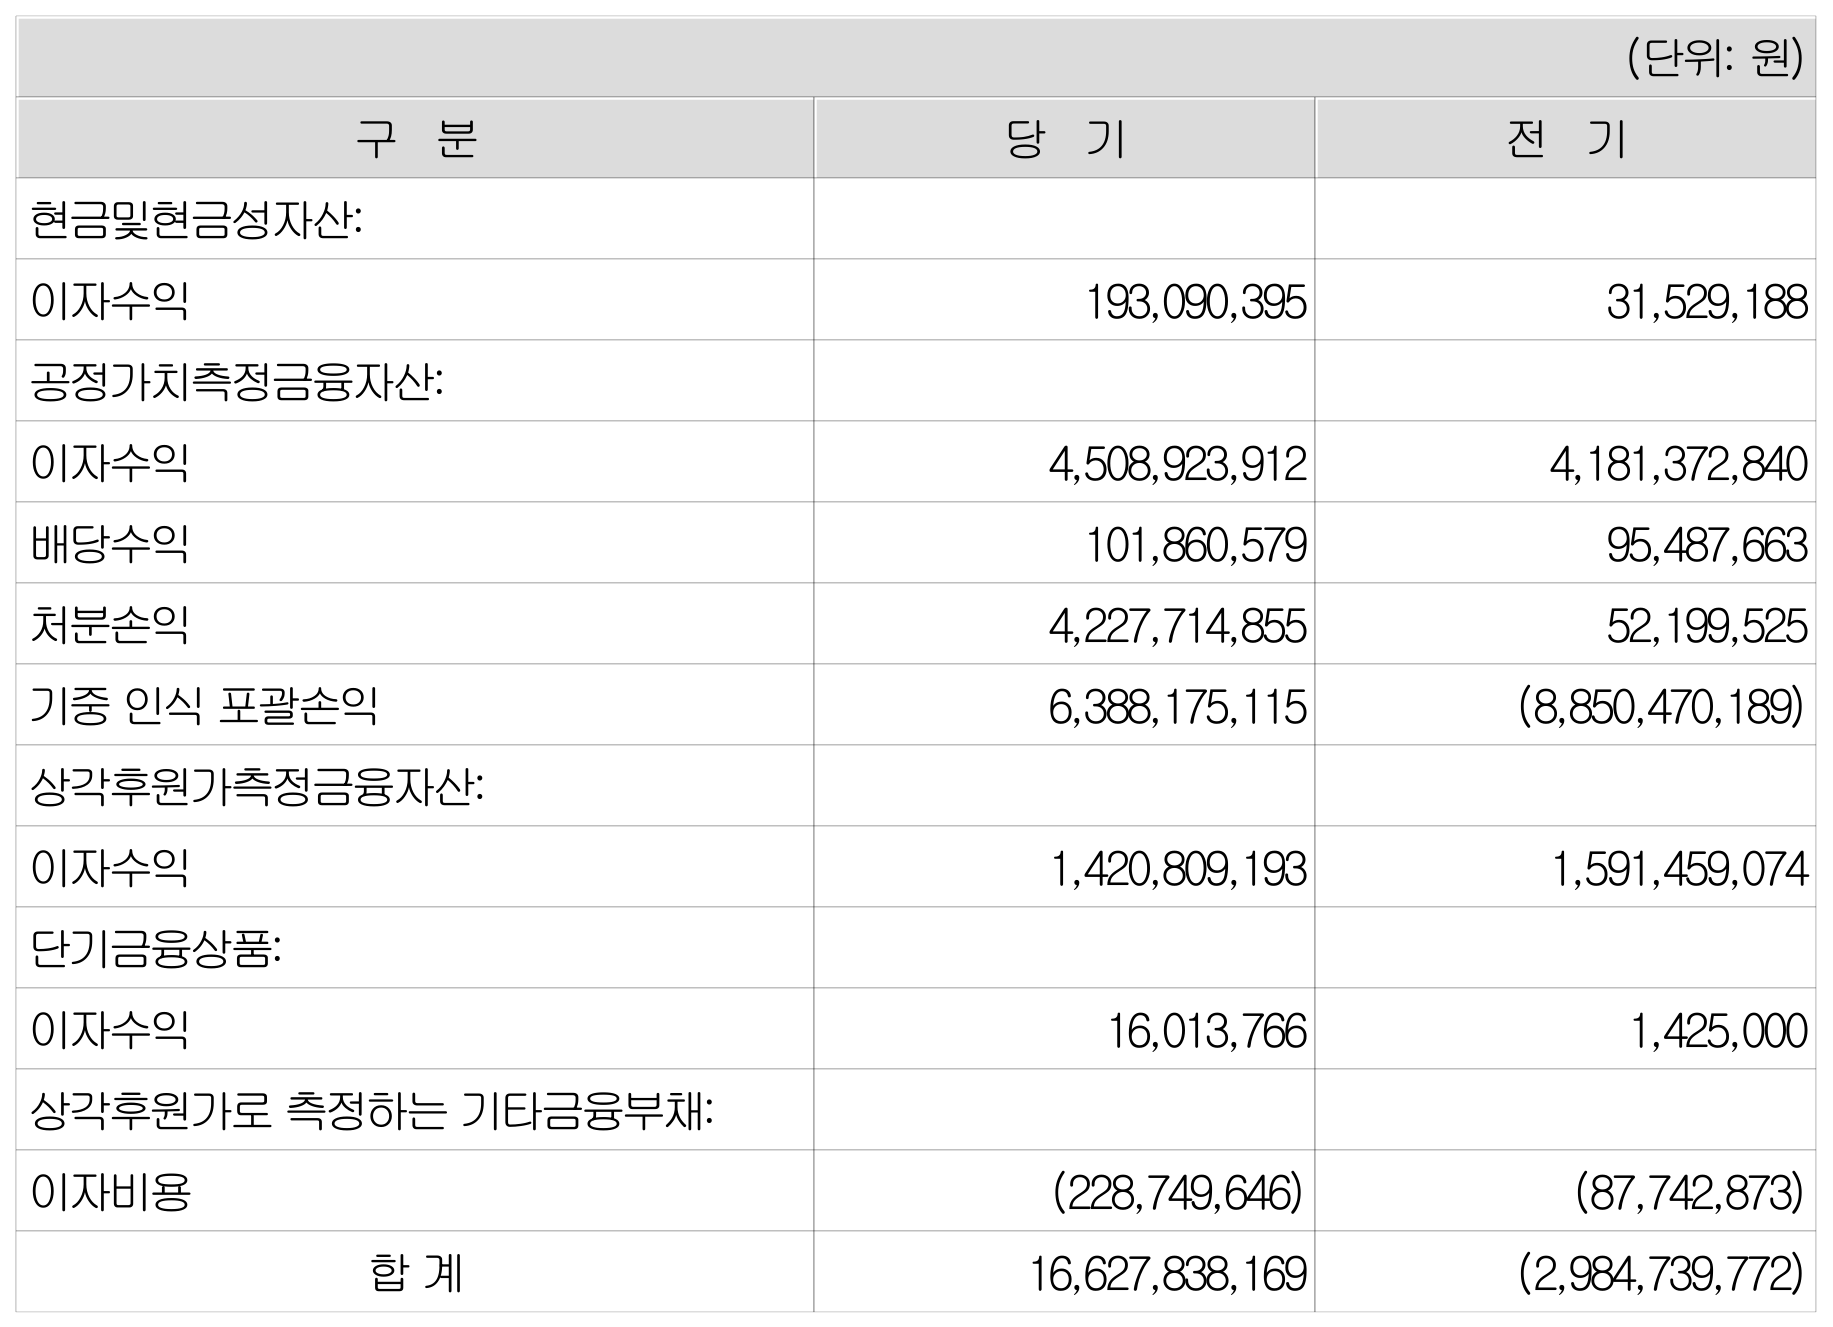 (단위: 원)
구 분 당 기 전 기
현금및현금성자산:
이자수익 193,090,395 31,529,188
공정가치측정금융자산:
이자수익 4,508,923,912 4,181,372,840
배당수익 101,860,579 95,487,663
처분손익 4,227,714,855 52,199,525
기중 인식 포괄손익 6,388,175,115 (8,850,470,189)
상각후원가측정금융자산:
이자수익 1,420,809,193 1,591,459,074
단기금융상품:
이자수익 16,013,766 1,425,000
상각후원가로 측정하는 기타금융부채:
이자비용 (228,749,646) (87,742,873)
합 계 16,627,838,169 (2,984,739,772)